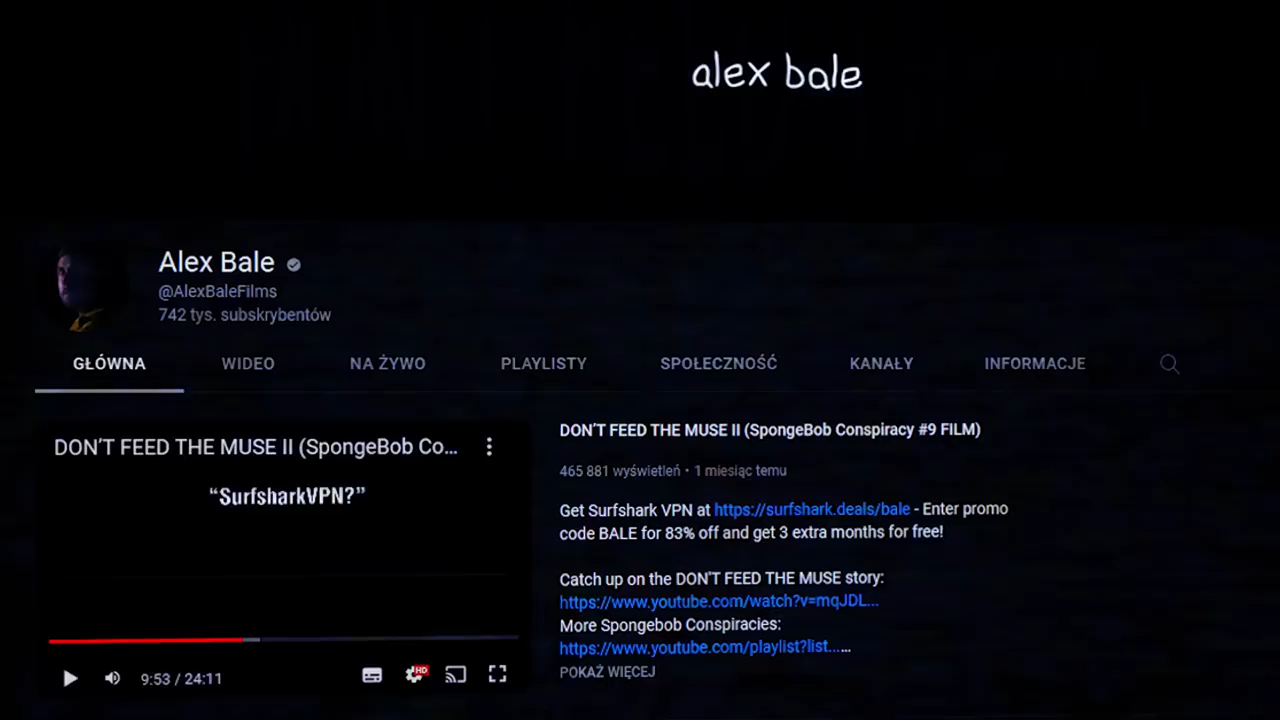 alex bale
Alex Bale
@AlexBaleFilms
742 tys. subskrybentów
GŁÓWNA WIDEO NA ŻYWO PLAYLISTY SPOŁECZNOŚĆ KANAŁY INFORMACJE
DON’T FEED THE MUSE II (SpongeBob Co...
“SurfsharkVPN?”
9:53 / 24:11
HD
DON’T FEED THE MUSE II (SpongeBob Conspiracy #9 FILM)
465 881 wyświetleń • 1 miesiąc temu
Get Surfshark VPN at https://surfshark.deals/bale - Enter promo
code BALE for 83% off and get 3 extra months for free!
Catch up on the DON'T FEED THE MUSE story:
https://www.youtube.com/watch?v=mqJDL...
More Spongebob Conspiracies:
https://www.youtube.com/playlist?list......
POKAŻ WIĘCEJ